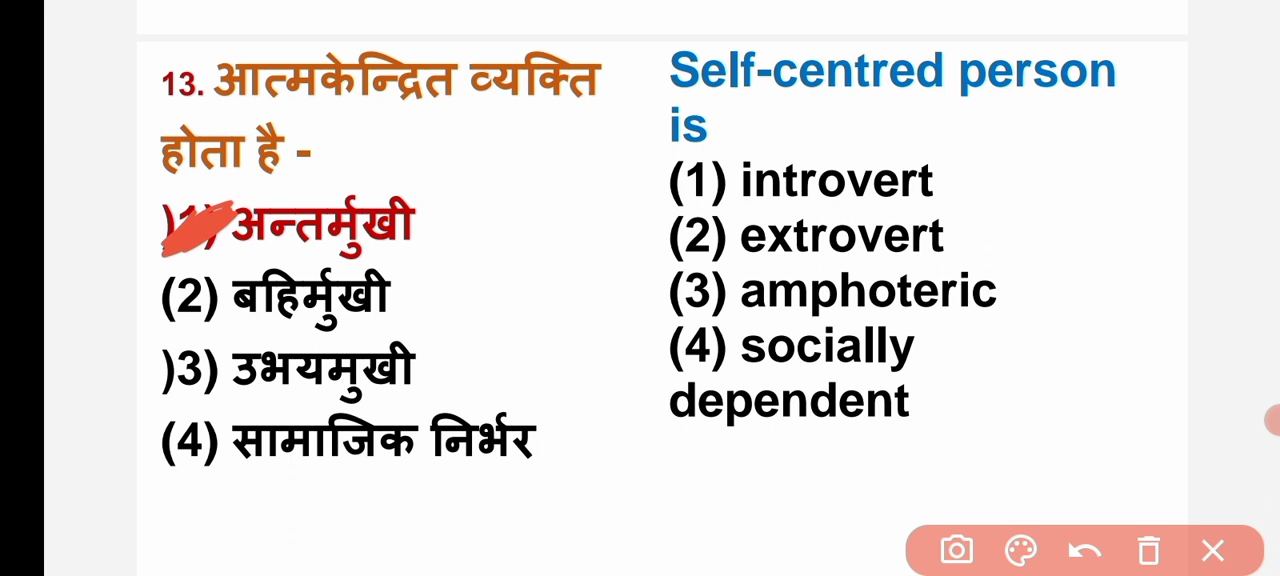 13. आत्मकेन्द्रित व्यक्ति
होता है -
)1) अन्तर्मुखी
(2) बहिर्मुखी
)3) उभयमुखी
(4) सामाजिक निर्भर
Self-centred person
is
(1) introvert
(2) extrovert
(3) amphoteric
(4) socially
dependent